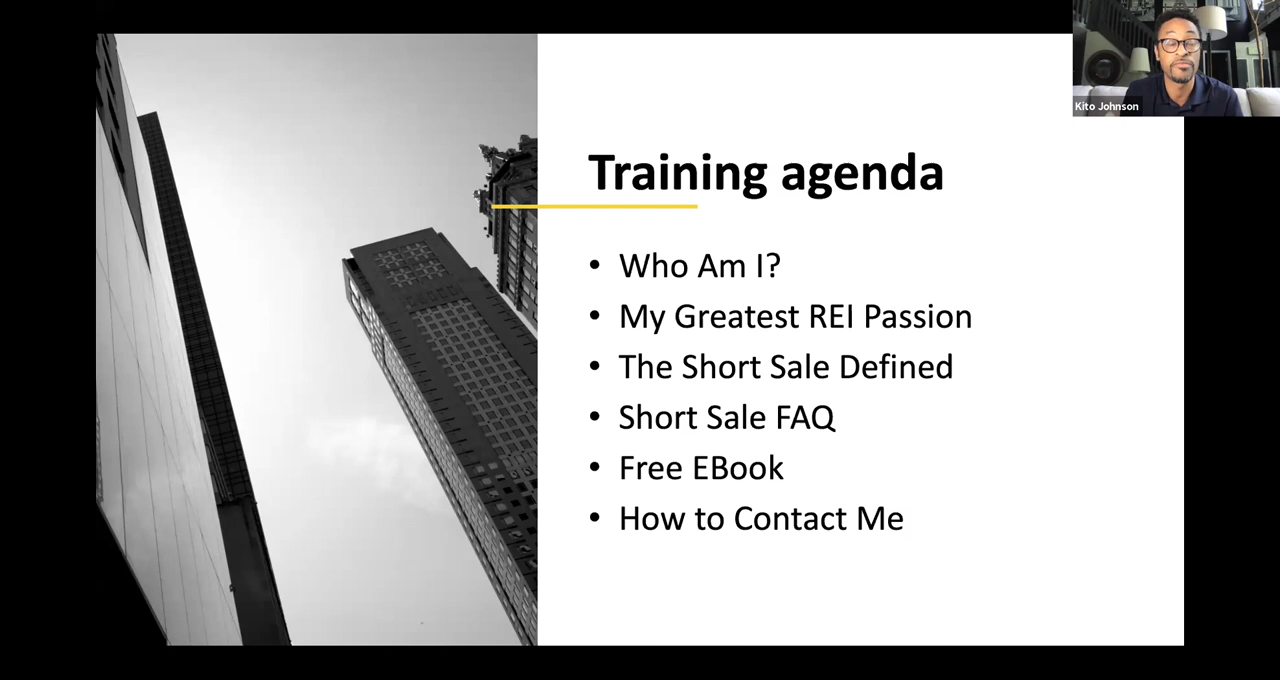 Kito Johnson
Training agenda
• Who Am I?
• My Greatest REI Passion
• The Short Sale Defined
• Short Sale FAQ
• Free EBook
• How to Contact Me